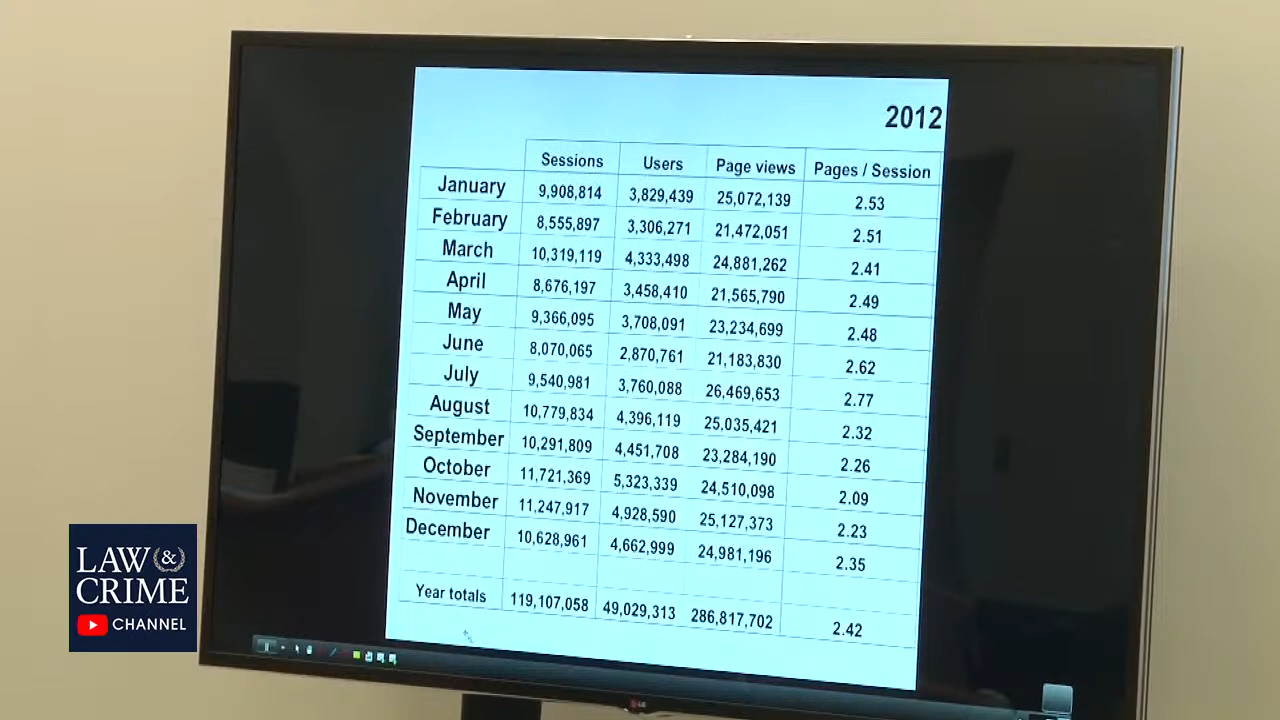 2012
Sessions Users Page views Pages / Session
January 9,908,814 3,829,439 25,072,139 2.53
February 8,555,897 3,306,271 21,472,051 2.51
March 10,319,119 4,333,498 24,881,262 2.41
April 8,676,197 3,458,410 21,565,790 2.49
May 9,366,095 3,708,091 23,234,699 2.48
June 8,070,065 2,870,761 21,183,830 2.62
July 9,540,981 3,760,088 26,469,653 2.77
August 10,779,834 4,396,119 25,035,421 2.32
September 10,291,809 4,451,708 23,284,190 2.26
October 11,721,369 5,323,339 24,510,098 2.09
November 11,247,917 4,928,590 25,127,373 2.23
December 10,628,961 4,662,999 24,981,196 2.35
Year totals 119,107,058 49,029,313 286,817,702 2.42
LAW &
CRIME
CHANNEL
LG